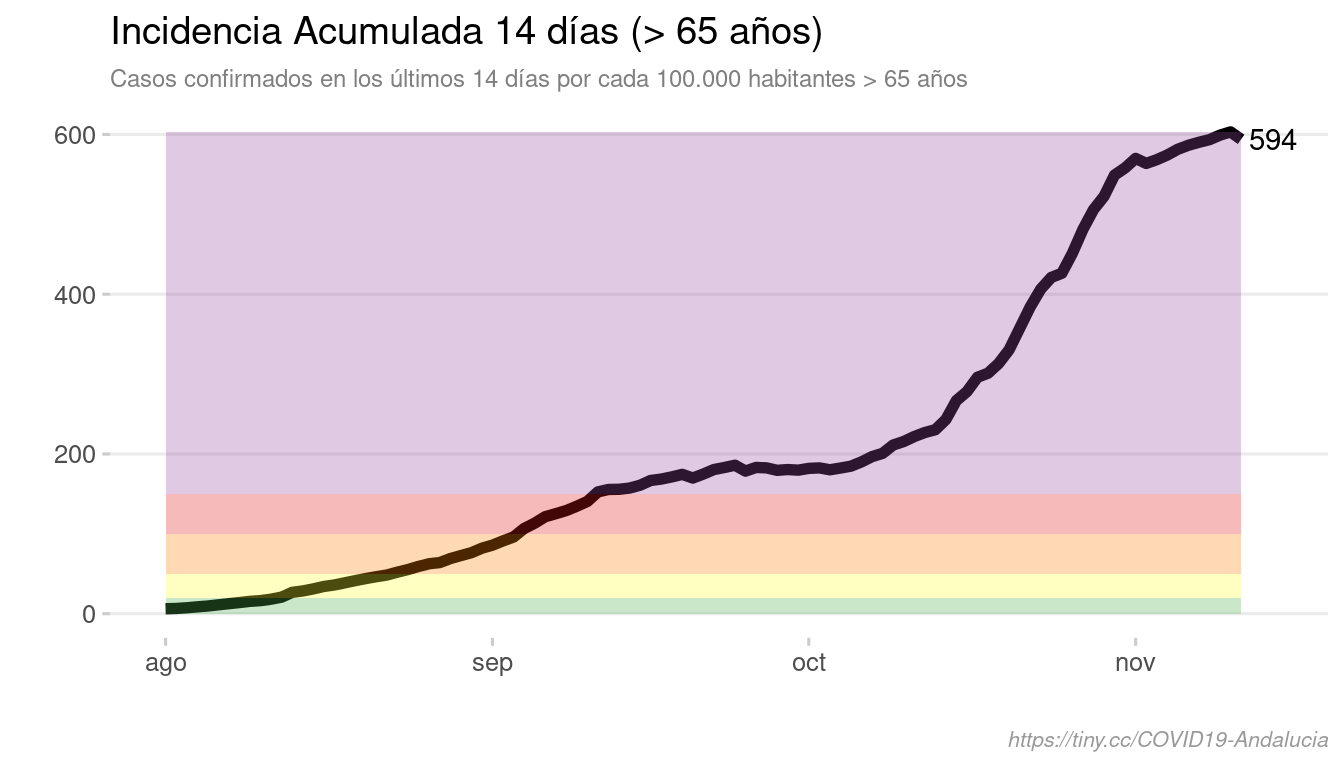 Incidencia Acumulada 14 días (> 65 años)
Casos confirmados en los últimos 14 días por cada 100.000 habitantes > 65 años
600
594
400
200
0
ago sep oct nov
https://tiny.cc/COVID19-Andalucia